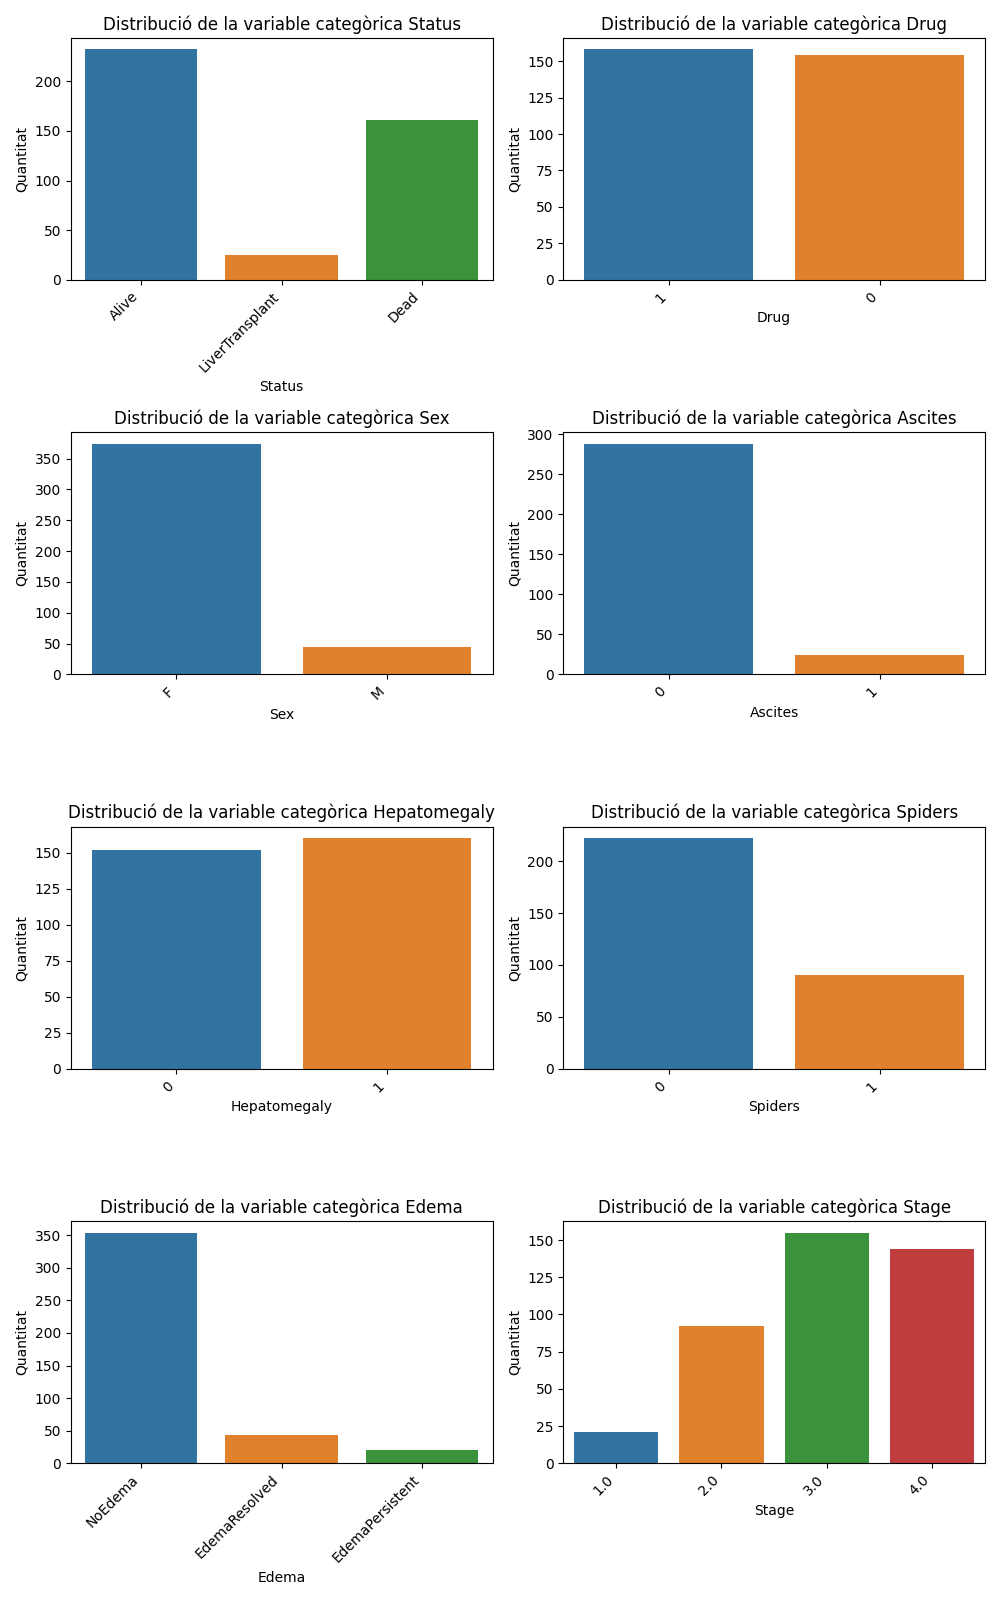 Distribució de la variable categòrica Status
Quantitat
200
150
100
50
0
Alive
LiverTransplant
Dead
Status
Distribució de la variable categòrica Drug
Quantitat
150
125
100
75
50
25
0
1
0
Drug
Distribució de la variable categòrica Sex
Quantitat
350
300
250
200
150
100
50
0
F
M
Sex
Distribució de la variable categòrica Ascites
Quantitat
300
250
200
150
100
50
0
0
1
Ascites
Distribució de la variable categòrica Hepatomegaly
Quantitat
150
125
100
75
50
25
0
0
1
Hepatomegaly
Distribució de la variable categòrica Spiders
Quantitat
200
150
100
50
0
0
1
Spiders
Distribució de la variable categòrica Edema
Quantitat
350
300
250
200
150
100
50
0
NoEdema
EdemaResolved
EdemaPersistent
Edema
Distribució de la variable categòrica Stage
Quantitat
150
125
100
75
50
25
0
1.0
2.0
3.0
4.0
Stage